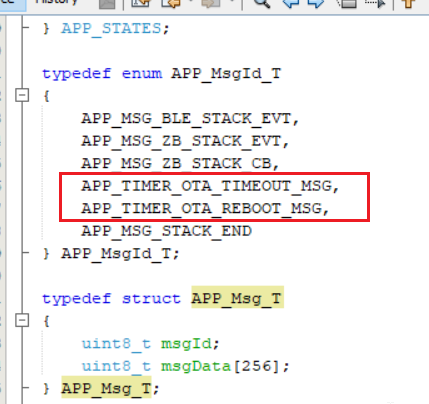 History
} APP_STATES;
typedef enum APP_MsgId_T
{
APP_MSG_BLE_STACK_EVT,
APP_MSG_ZB_STACK_EVT,
APP_MSG_ZB_STACK_CB,
APP_TIMER_OTA_TIMEOUT_MSG,
APP_TIMER_OTA_REBOOT_MSG,
APP_MSG_STACK_END
} APP_MsgId_T;
typedef struct APP_Msg_T
{
uint8_t msgId;
uint8_t msgData[256];
} APP_Msg_T;